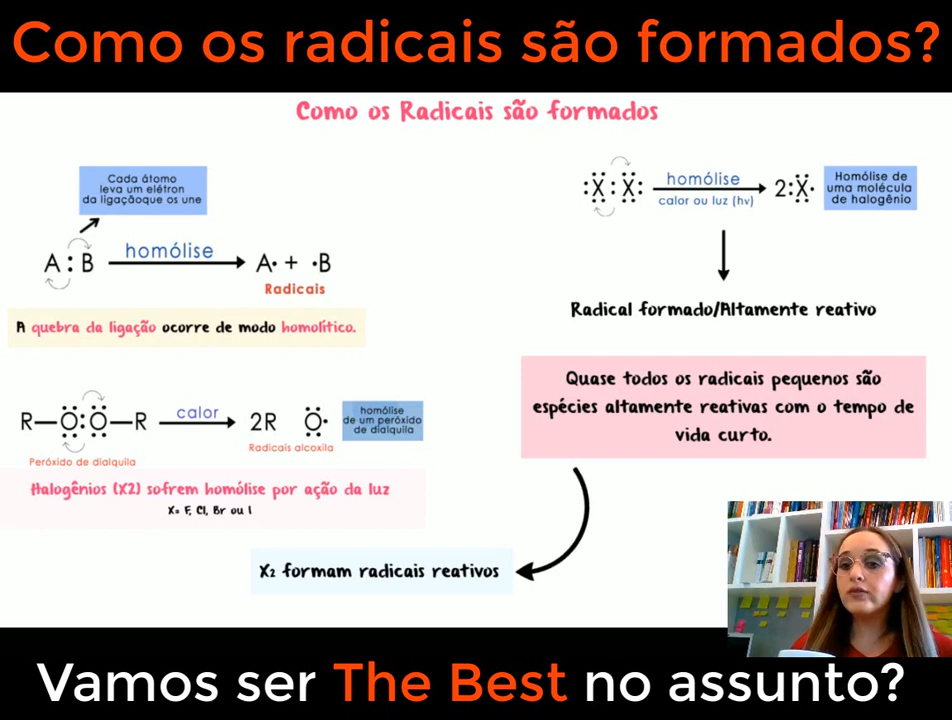 Como os radicais são formados?
Como os Radicais são formados
Cada átomo
leva um elétron
da ligaçãoque os une
A : B homólise A· + ·B
Radicais
A quebra da ligação ocorre de modo homolítico.
R—Ö:Ö—R calor 2R Ö·
homólise
de um peróxido
de dialquila
Peróxido de dialquila
Radicais alcoxila
Halogênios (X2) sofrem homólise por ação da luz
X= F, Cl, Br ou I
:Ẍ:Ẍ: homólise 2:Ẍ·
calor ou luz (hv)
Homólise de
uma molécula
de halogênio
Radical formado/Altamente reativo
Quase todos os radicais pequenos são
espécies altamente reativas com o tempo de
vida curto.
X₂ formam radicais reativos
Vamos ser The Best no assunto?